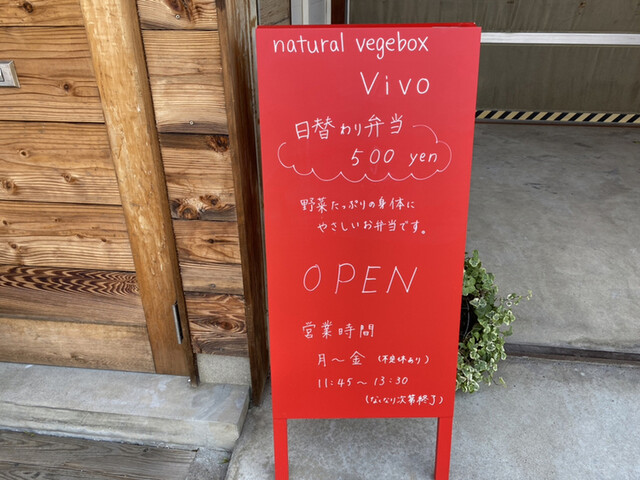 natural vegebox
Vivo
日替わり弁当
500 yen
野菜たっぷりの身体に
やさしいお弁当です。
OPEN
営業時間
月〜金 (不定休あり)
11:45〜13:30
(なくなり次第終了)